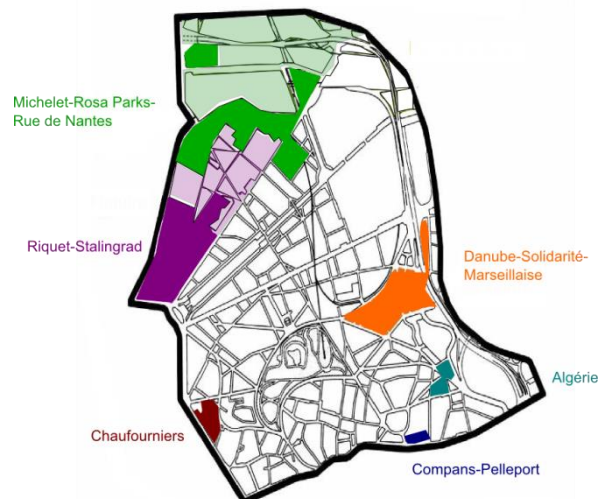 Michelet-Rosa Parks-
Rue de Nantes
Riquet-Stalingrad
Danube-Solidarité-
Marseillaise
Algérie
Chaufourniers
Compans-Pelleport